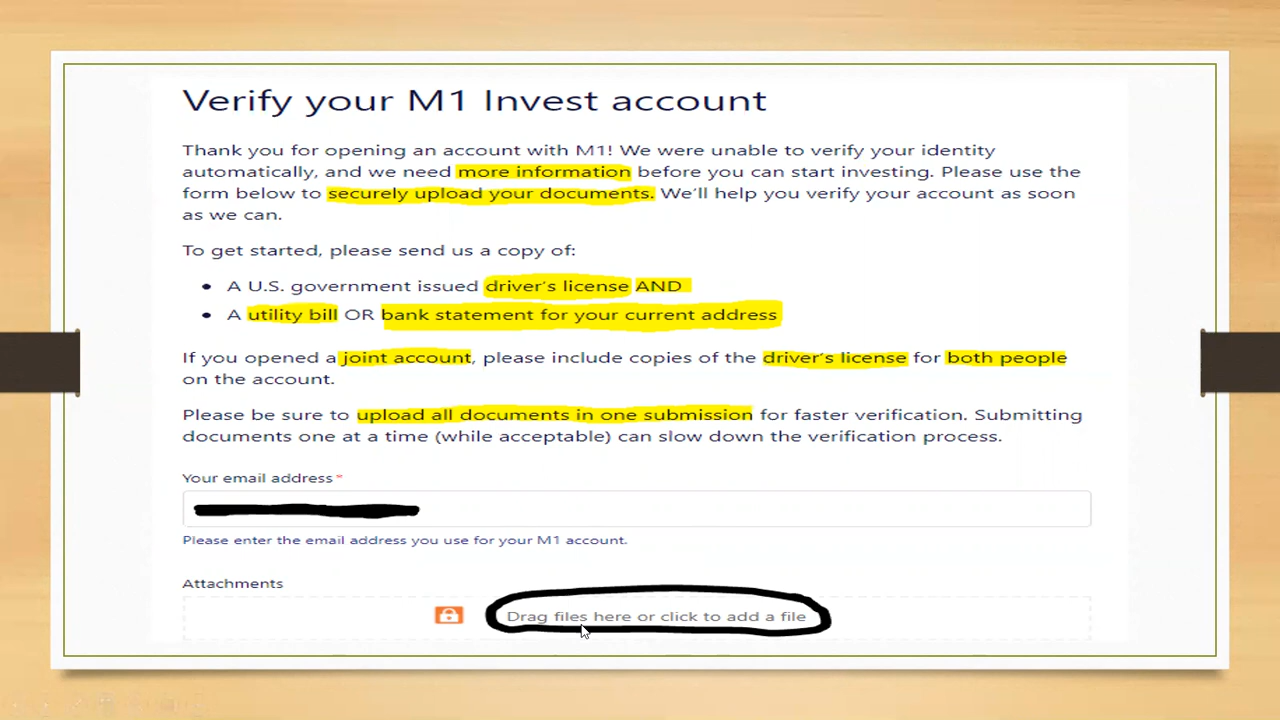 Verify your M1 Invest account
Thank you for opening an account with M1! We were unable to verify your identity
automatically, and we need more information before you can start investing. Please use the
form below to securely upload your documents. We'll help you verify your account as soon
as we can.
To get started, please send us a copy of:
• A U.S. government issued driver's license AND
• A utility bill OR bank statement for your current address
If you opened a joint account, please include copies of the driver's license for both people
on the account.
Please be sure to upload all documents in one submission for faster verification. Submitting
documents one at a time (while acceptable) can slow down the verification process.
Your email address *
Please enter the email address you use for your M1 account.
Attachments
Drag files here or click to add a file